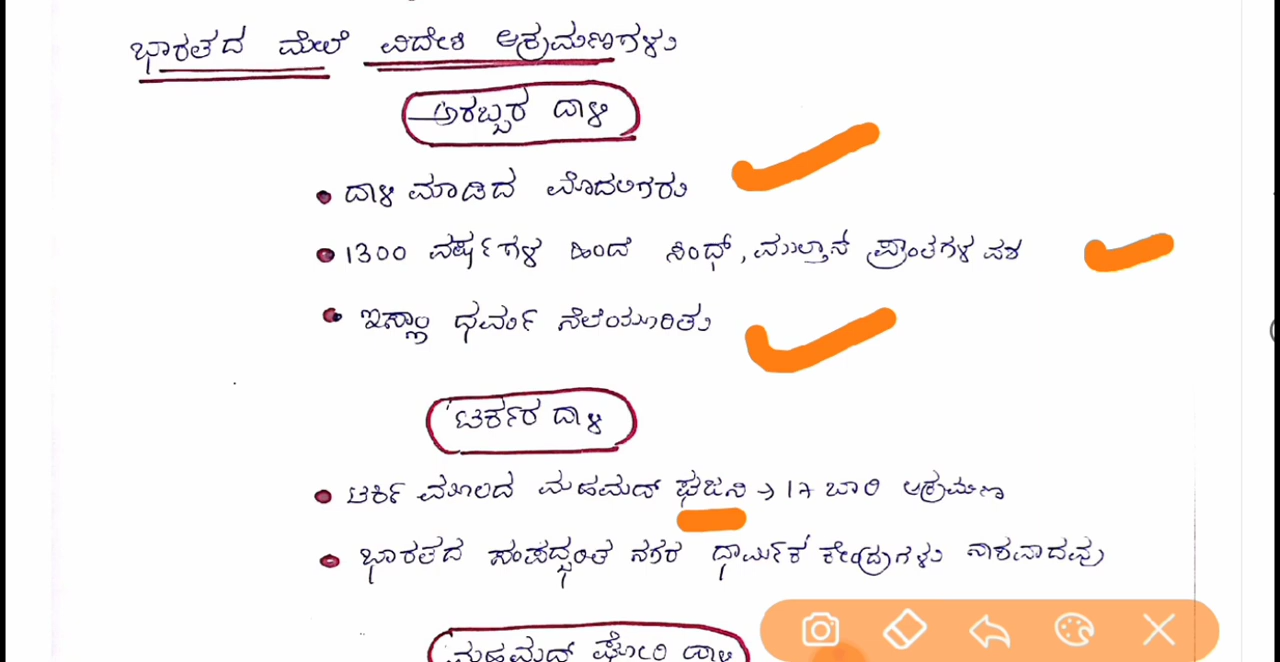 ಭಾರತದ ಮೇಲೆ ವಿದೇಶಿ ಆಕ್ರಮಣಗಳು
ಅರಬ್ಬರ ದಾಳಿ
ದಾಳಿ ಮಾಡಿದ ಮೊದಲಿಗರು
1300 ವರ್ಷಗಳ ಹಿಂದೆ ಸಿಂಧ್, ಮುಲ್ತಾನ್ ಪ್ರಾಂತಗಳ ವಶ
ಇಸ್ಲಾಂ ಧರ್ಮ ನೆಲೆಯೂರಿತು
ಟರ್ಕರ ದಾಳಿ
ಟರ್ಕಿ ಮೂಲದ ಮಹಮದ್ ಘಜನಿ → 17 ಬಾರಿ ಆಕ್ರಮಣ
ಭಾರತದ ಸಂಪದ್ಭಂತ ನಗರ ಧಾರ್ಮಿಕ ಕೇಂದ್ರಗಳು ನಾಶವಾದವು
ಮಹಮದ್ ಘೋರಿ ದಾಳಿ